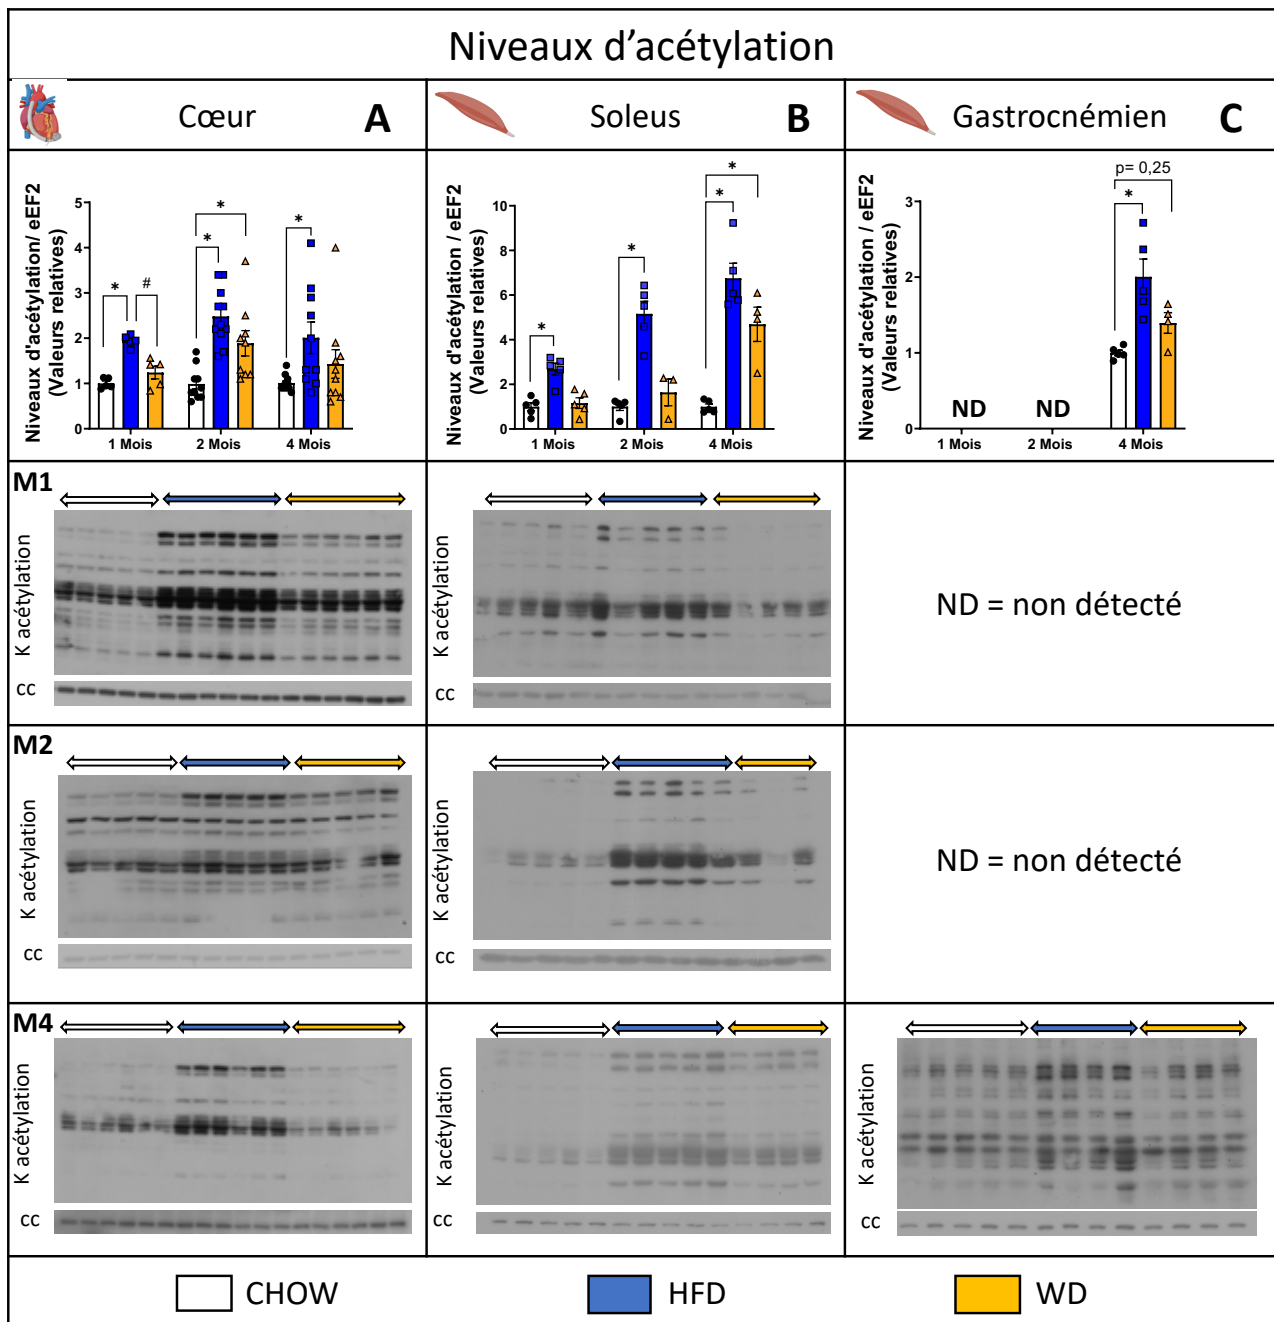 Niveaux d'acétylation
Cœur A
Soleus B
Gastrocnémien C
Niveaux d'acétylation/ eEF2
(Valeurs relatives)
5
4
3
2
1
0
* * # * * *
1 Mois 2 Mois 4 Mois
Niveaux d'acétylation / eEF2
(Valeurs relatives)
10
8
6
4
2
0
* * * *
1 Mois 2 Mois 4 Mois
Niveaux d'acétylation / eEF2
(Valeurs relatives)
3
2
1
0
p= 0,25
*
ND ND
1 Mois 2 Mois 4 Mois
M1
K acétylation
cc
K acétylation
cc
ND = non détecté
M2
K acétylation
cc
K acétylation
cc
ND = non détecté
M4
K acétylation
cc
K acétylation
cc
K acétylation
cc
CHOW HFD WD